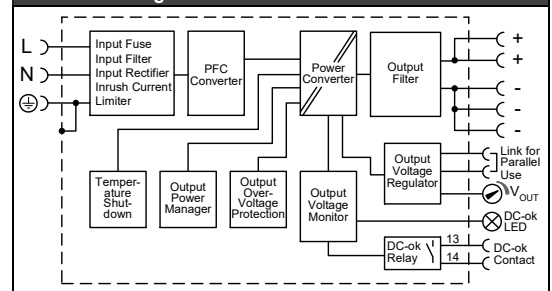 L
N
Input Fuse
Input Filter
Input Rectifier
Inrush Current
Limiter
PFC
Converter
Power
Converter
Output
Filter
+
+
-
-
-
Temper-
ature
Shut-
down
Output
Power
Manager
Output
Over-
Voltage
Protection
Output
Voltage
Monitor
Output
Voltage
Regulator
Link for
Parallel
Use
VOUT
DC-ok
LED
DC-ok
Relay
13
14
DC-ok
Contact